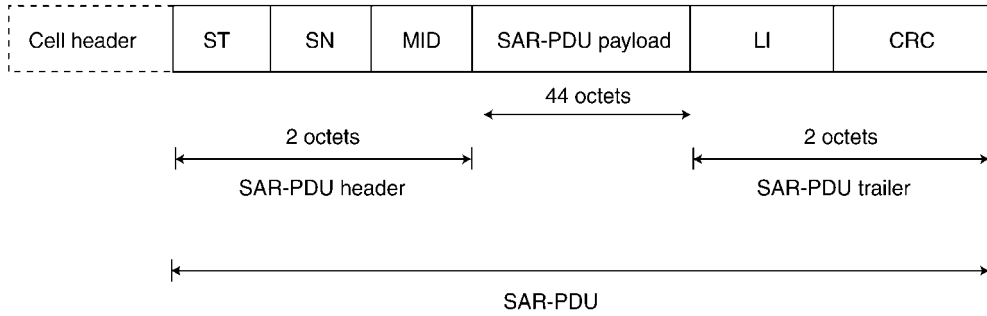 Cell header ST SN MID SAR-PDU payload LI CRC
44 octets
2 octets 2 octets
SAR-PDU header SAR-PDU trailer
SAR-PDU